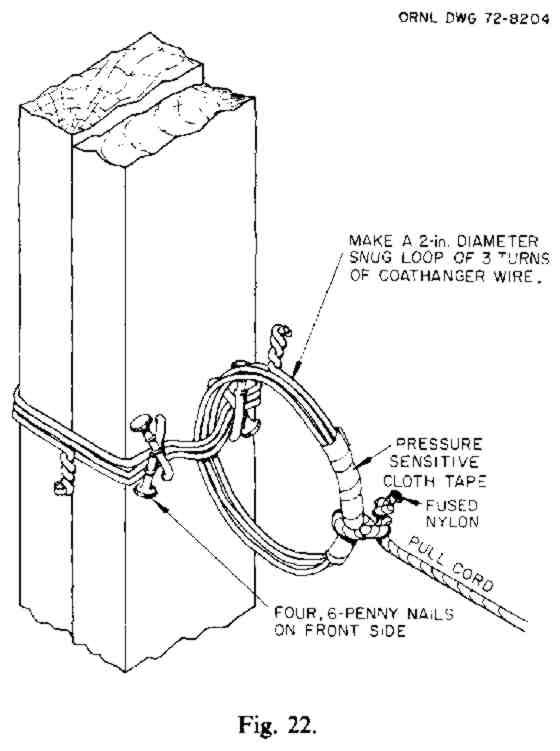 ORNL DWG 72-8204
MAKE A 2-in. DIAMETER
SNUG LOOP OF 3 TURNS
OF COATHANGER WIRE.
PRESSURE
SENSITIVE
CLOTH TAPE
FUSED
NYLON
PULL CORD
FOUR, 6-PENNY NAILS
ON FRONT SIDE
Fig. 22.